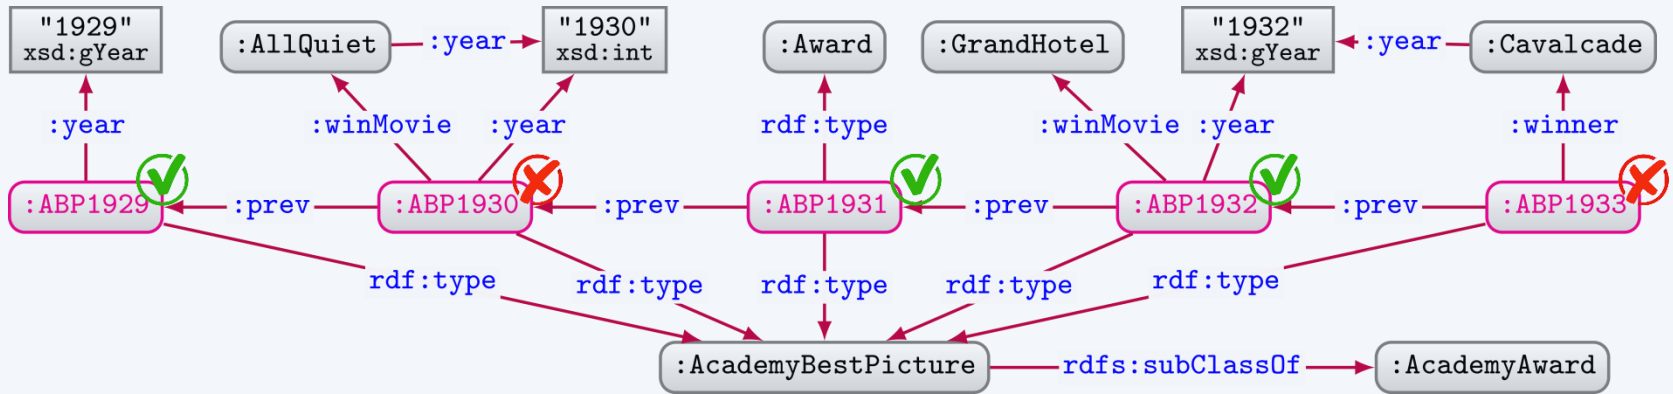 "1929"
xsd:gYear
:AllQuiet
:year
"1930"
xsd:int
:Award
:GrandHotel
"1932"
xsd:gYear
:year
:Cavalcade
:year
:winMovie
:year
rdf:type
:winMovie
:year
:winner
:ABP1929
:prev
:ABP1930
:prev
:ABP1931
:prev
:ABP1932
:prev
:ABP1933
rdf:type
rdf:type
rdf:type
rdf:type
rdf:type
:AcademyBestPicture
rdfs:subClassOf
:AcademyAward